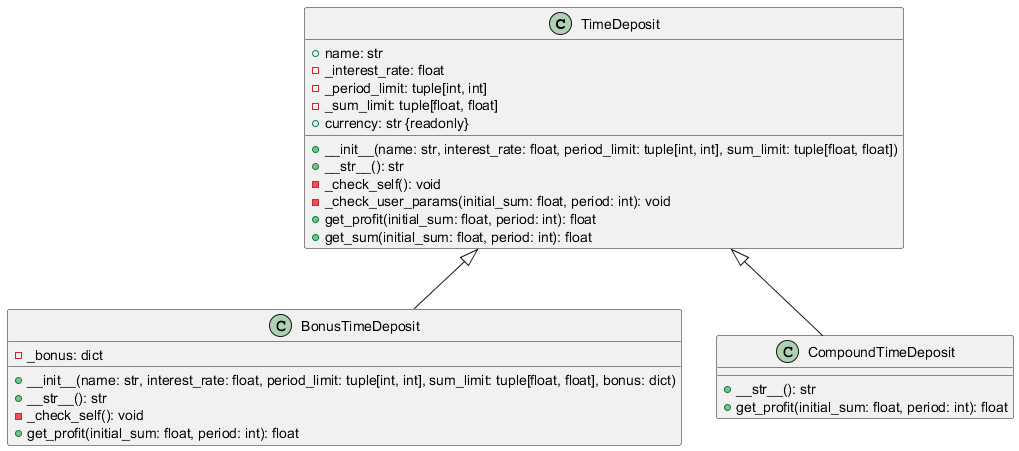 C TimeDeposit
name: str
_interest_rate: float
_period_limit: tuple[int, int]
_sum_limit: tuple[float, float]
currency: str {readonly}
__init__(name: str, interest_rate: float, period_limit: tuple[int, int], sum_limit: tuple[float, float])
__str__(): str
_check_self(): void
_check_user_params(initial_sum: float, period: int): void
get_profit(initial_sum: float, period: int): float
get_sum(initial_sum: float, period: int): float
C BonusTimeDeposit
_bonus: dict
__init__(name: str, interest_rate: float, period_limit: tuple[int, int], sum_limit: tuple[float, float], bonus: dict)
__str__(): str
_check_self(): void
get_profit(initial_sum: float, period: int): float
C CompoundTimeDeposit
__str__(): str
get_profit(initial_sum: float, period: int): float